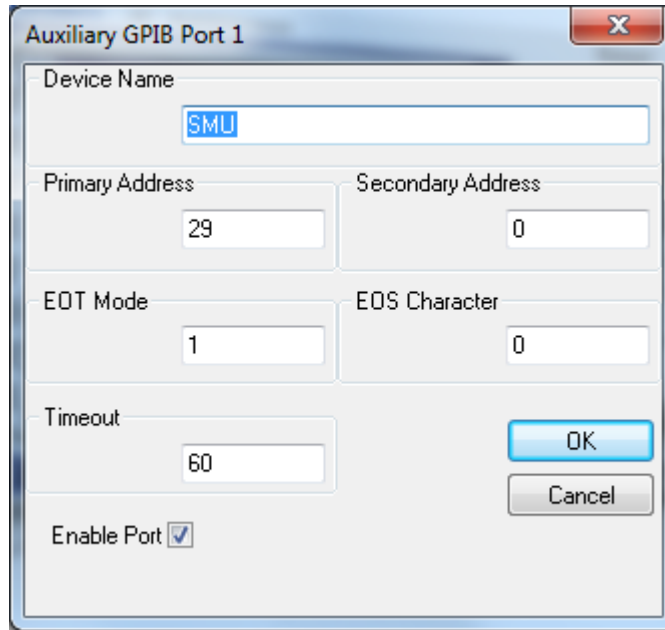 Auxiliary GPIB Port 1
Device Name
SMU
Primary Address
Secondary Address
29
0
EOT Mode
EOS Character
1
0
Timeout
60
OK
Cancel
Enable Port